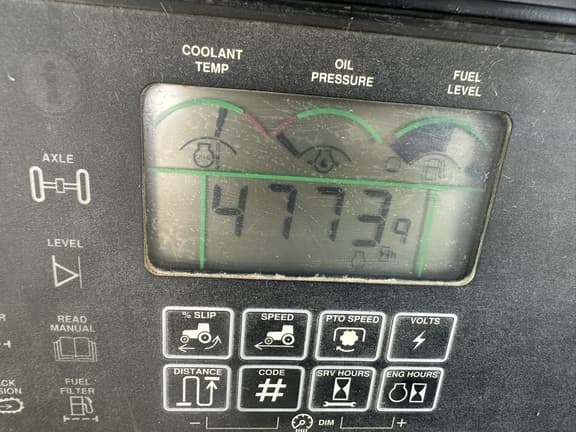 COOLANT TEMP
OIL PRESSURE
FUEL LEVEL
AXLE
4773 9
LEVEL
READ MANUAL
FUEL FILTER
% SLIP
SPEED
PTO SPEED
VOLTS
DISTANCE
CODE
#
SRV HOURS
ENG HOURS
− DIM +